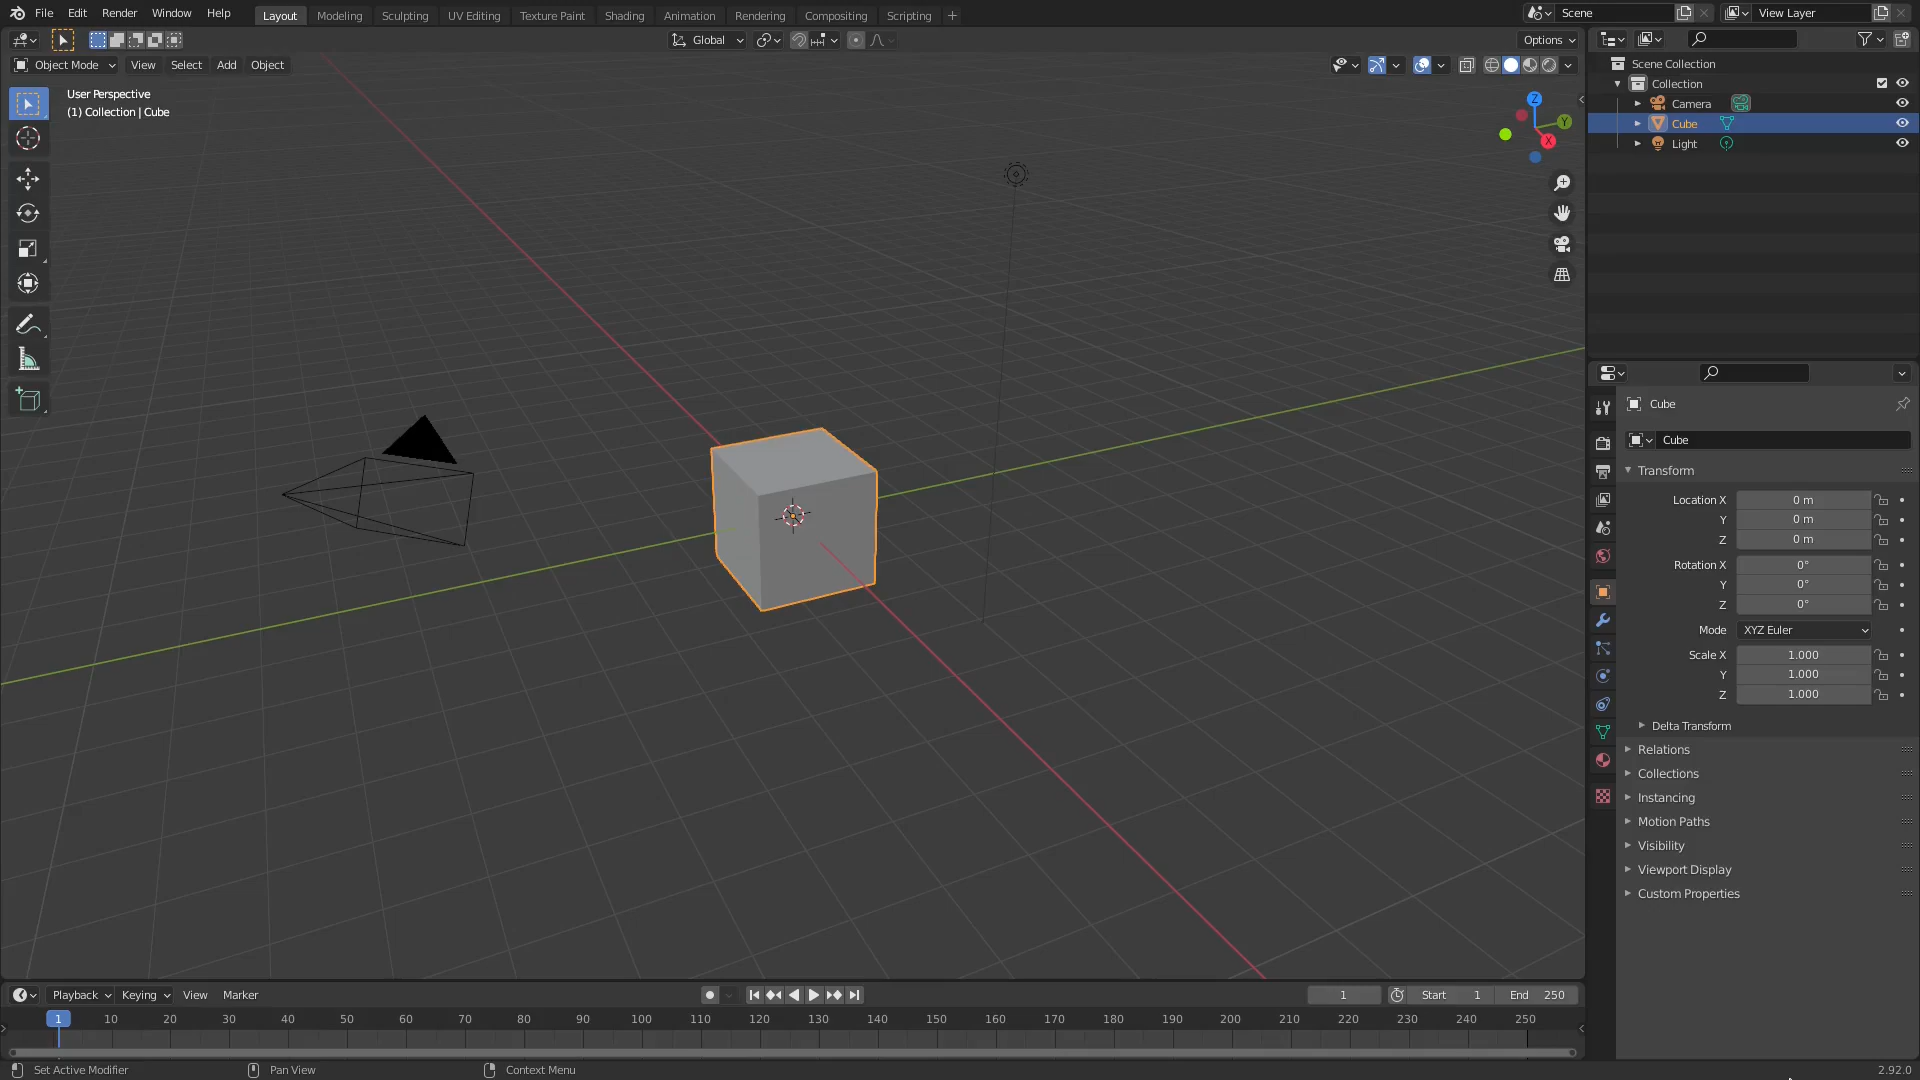 File Edit Render Window Help Layout Modeling Sculpting UV Editing Texture Paint Shading Animation Rendering Compositing Scripting + Scene View Layer
Global Options
Object Mode View Select Add Object
User Perspective
(1) Collection | Cube
Z
Y
X
Scene Collection
Collection
Camera
Cube
Light
Cube
Cube
Transform
Location X 0 m
Y 0 m
Z 0 m
Rotation X 0°
Y 0°
Z 0°
Mode XYZ Euler
Scale X 1.000
Y 1.000
Z 1.000
Delta Transform
Relations
Collections
Instancing
Motion Paths
Visibility
Viewport Display
Custom Properties
Playback Keying View Marker 1 Start 1 End 250
1 10 20 30 40 50 60 70 80 90 100 110 120 130 140 150 160 170 180 190 200 210 220 230 240 250
Set Active Modifier Pan View Context Menu 2.92.0